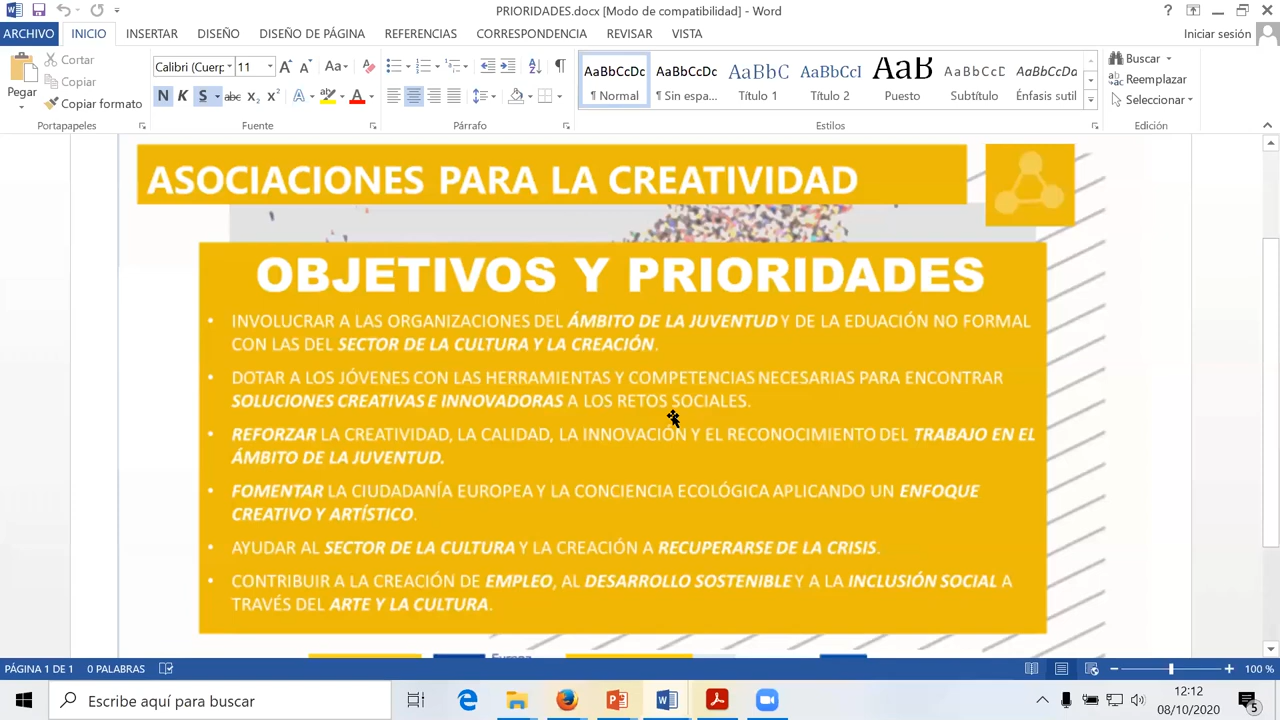 PRIORIDADES.docx [Modo de compatibilidad] - Word
ARCHIVO INICIO INSERTAR DISEÑO DISEÑO DE PÁGINA REFERENCIAS CORRESPONDENCIA REVISAR VISTA Iniciar sesión
Cortar
Copiar
Copiar formato
Pegar
Portapapeles
Calibri (Cuerp 11
Aa
N K S abc x₂ x²
Fuente
Párrafo
AaBbCcDc AaBbCcDc AaBbC AaBbCcI AaB AaBbCcD AaBbCcDa
¶ Normal ¶ Sin espa... Título 1 Título 2 Puesto Subtítulo Énfasis sutil
Estilos
Buscar
Reemplazar
Seleccionar
Edición
ASOCIACIONES PARA LA CREATIVIDAD
OBJETIVOS Y PRIORIDADES
• INVOLUCRAR A LAS ORGANIZACIONES DEL ÁMBITO DE LA JUVENTUD Y DE LA EDUACIÓN NO FORMAL
CON LAS DEL SECTOR DE LA CULTURA Y LA CREACIÓN.
• DOTAR A LOS JÓVENES CON LAS HERRAMIENTAS Y COMPETENCIAS NECESARIAS PARA ENCONTRAR
SOLUCIONES CREATIVAS E INNOVADORAS A LOS RETOS SOCIALES.
• REFORZAR LA CREATIVIDAD, LA CALIDAD, LA INNOVACIÓN Y EL RECONOCIMIENTO DEL TRABAJO EN EL
ÁMBITO DE LA JUVENTUD.
• FOMENTAR LA CIUDADANÍA EUROPEA Y LA CONCIENCIA ECOLÓGICA APLICANDO UN ENFOQUE
CREATIVO Y ARTÍSTICO.
• AYUDAR AL SECTOR DE LA CULTURA Y LA CREACIÓN A RECUPERARSE DE LA CRISIS.
• CONTRIBUIR A LA CREACIÓN DE EMPLEO, AL DESARROLLO SOSTENIBLE Y A LA INCLUSIÓN SOCIAL A
TRAVÉS DEL ARTE Y LA CULTURA.
PÁGINA 1 DE 1 0 PALABRAS 100 %
Escribe aquí para buscar
12:12
08/10/2020
5